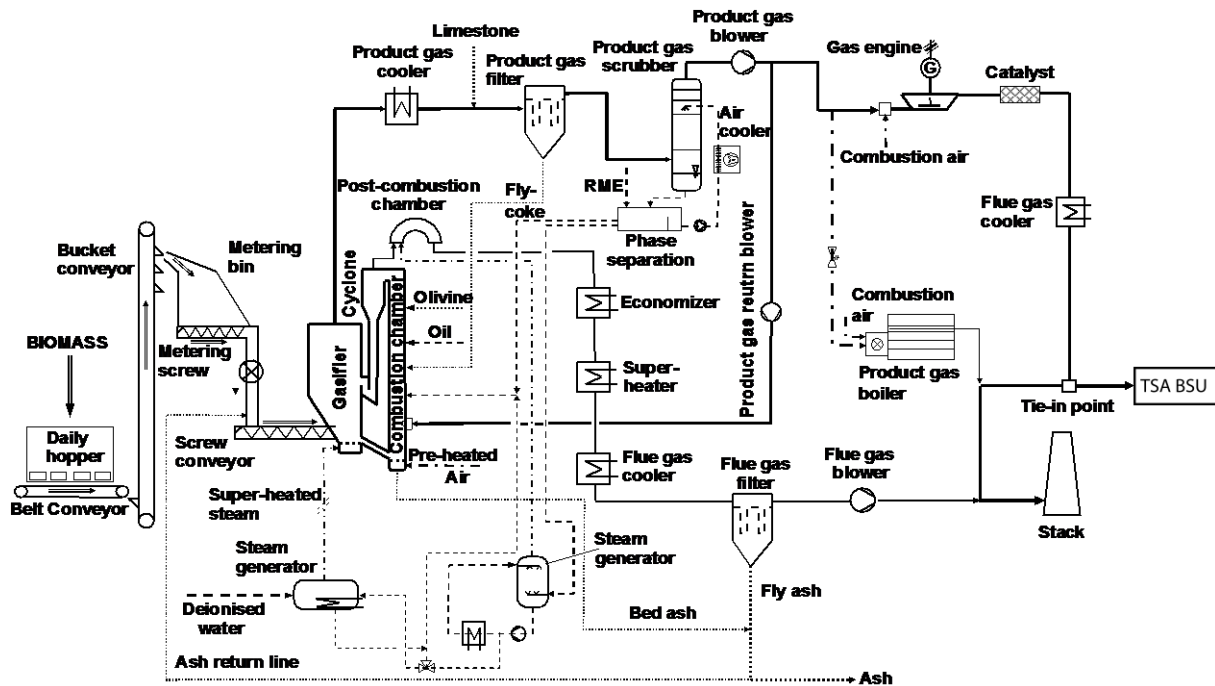 Product gas
blower
Limestone
Product gas
scrubber
Product gas
cooler
Product gas
filter
Gas engine
G
Catalyst
Air
cooler
Combustion air
RME
Fly-
coke
Post-combustion
chamber
Flue gas
cooler
Phase
separation
Bucket
conveyor
Metering
bin
Cyclone
Combustion chamber
Gasifier
Product gas reutrn blower
Olivine
Economizer
Combustion
air
Oil
BIOMASS
Metering
screw
Super-
heater
Product gas
boiler
TSA BSU
Tie-in point
Daily
hopper
Screw
conveyor
Pre-heated
Air
Flue gas
cooler
Flue gas
filter
Flue gas
blower
Belt Conveyor
Super-heated
steam
Stack
Steam
generator
Steam
generator
Fly ash
Deionised
water
Bed ash
Ash return line
Ash